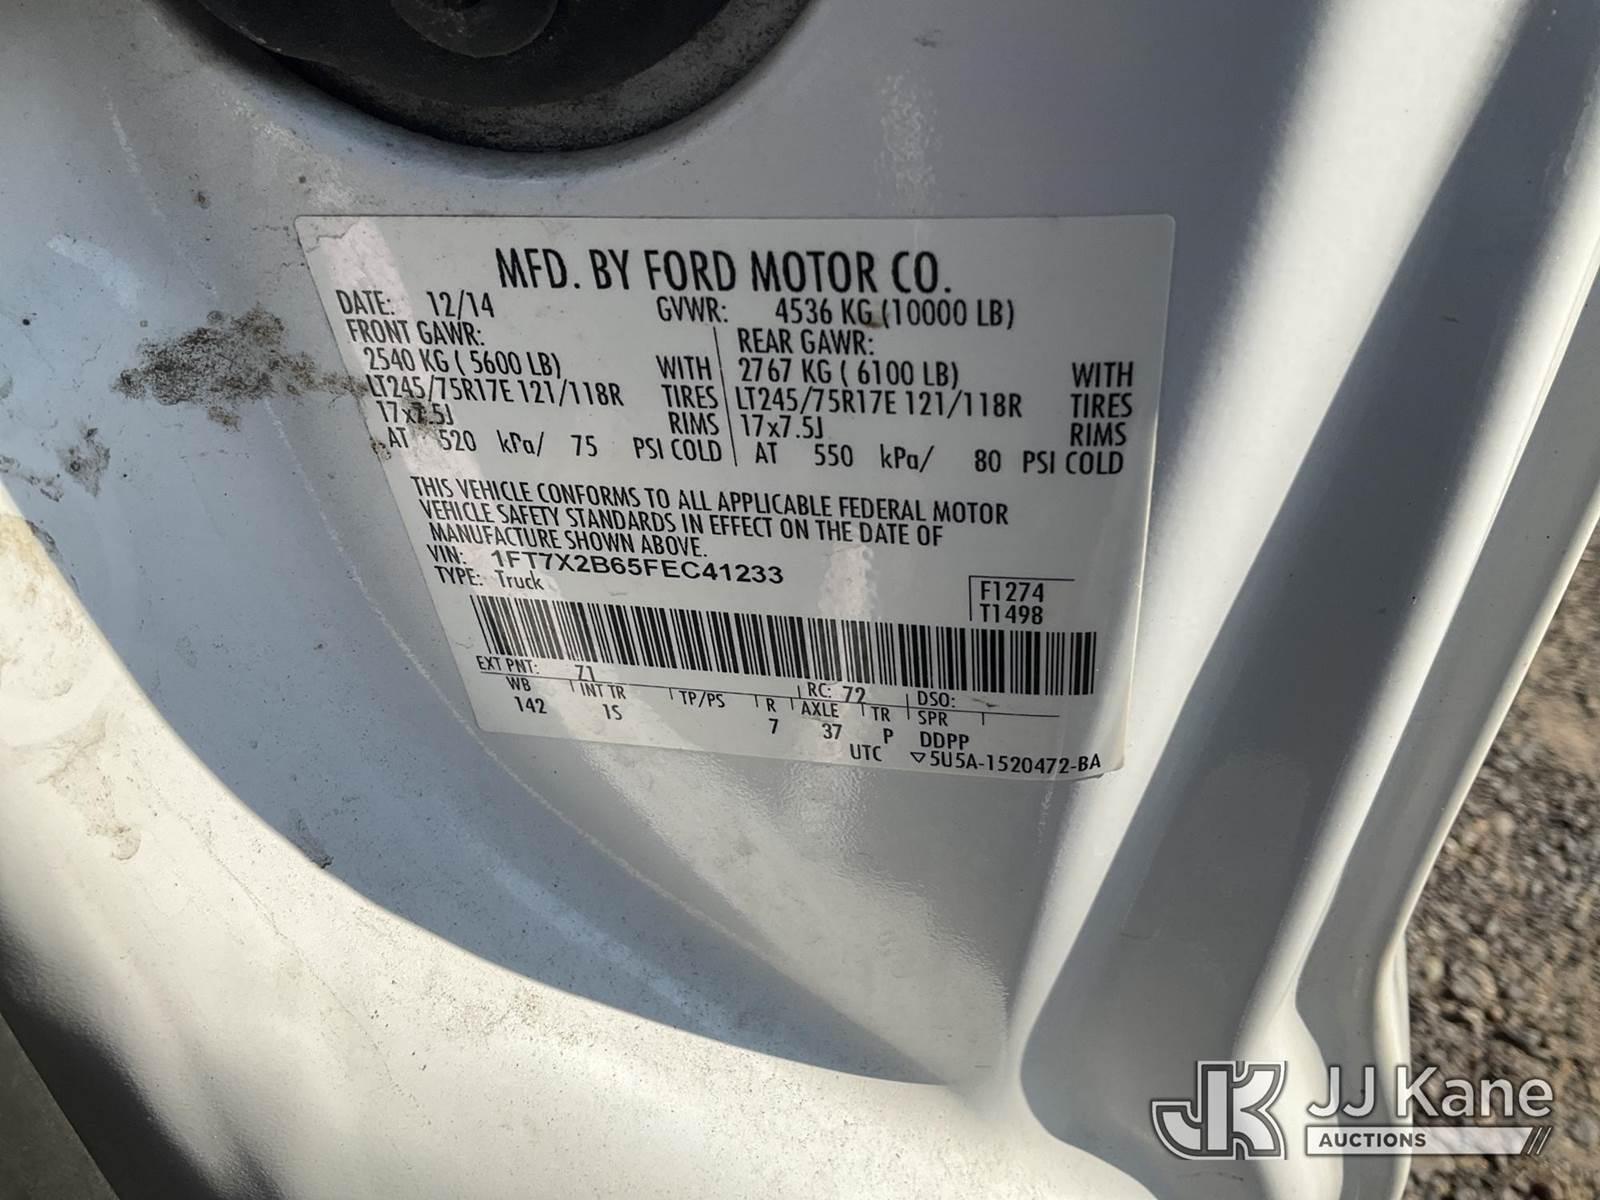 MFD. BY FORD MOTOR CO.
DATE: 12/14 GVWR: 4536 KG (10000 LB)
FRONT GAWR: REAR GAWR:
2540 KG ( 5600 LB) WITH 2767 KG ( 6100 LB) WITH
LT245/75R17E 121/118R TIRES LT245/75R17E 121/118R TIRES
17x7.5J RIMS 17x7.5J RIMS
AT 520 kPa/ 75 PSI COLD AT 550 kPa/ 80 PSI COLD
THIS VEHICLE CONFORMS TO ALL APPLICABLE FEDERAL MOTOR
VEHICLE SAFETY STANDARDS IN EFFECT ON THE DATE OF
MANUFACTURE SHOWN ABOVE.
VIN: 1FT7X2B65FEC41233
TYPE: Truck
F1274
T1498
EXT PNT: 71 RC: 72 DSO:
WB INT TR TP/PS R AXLE TR SPR
142 1S 7 37 P DDPP
UTC ▽5U5A-1520472-BA
JK JJ Kane
AUCTIONS